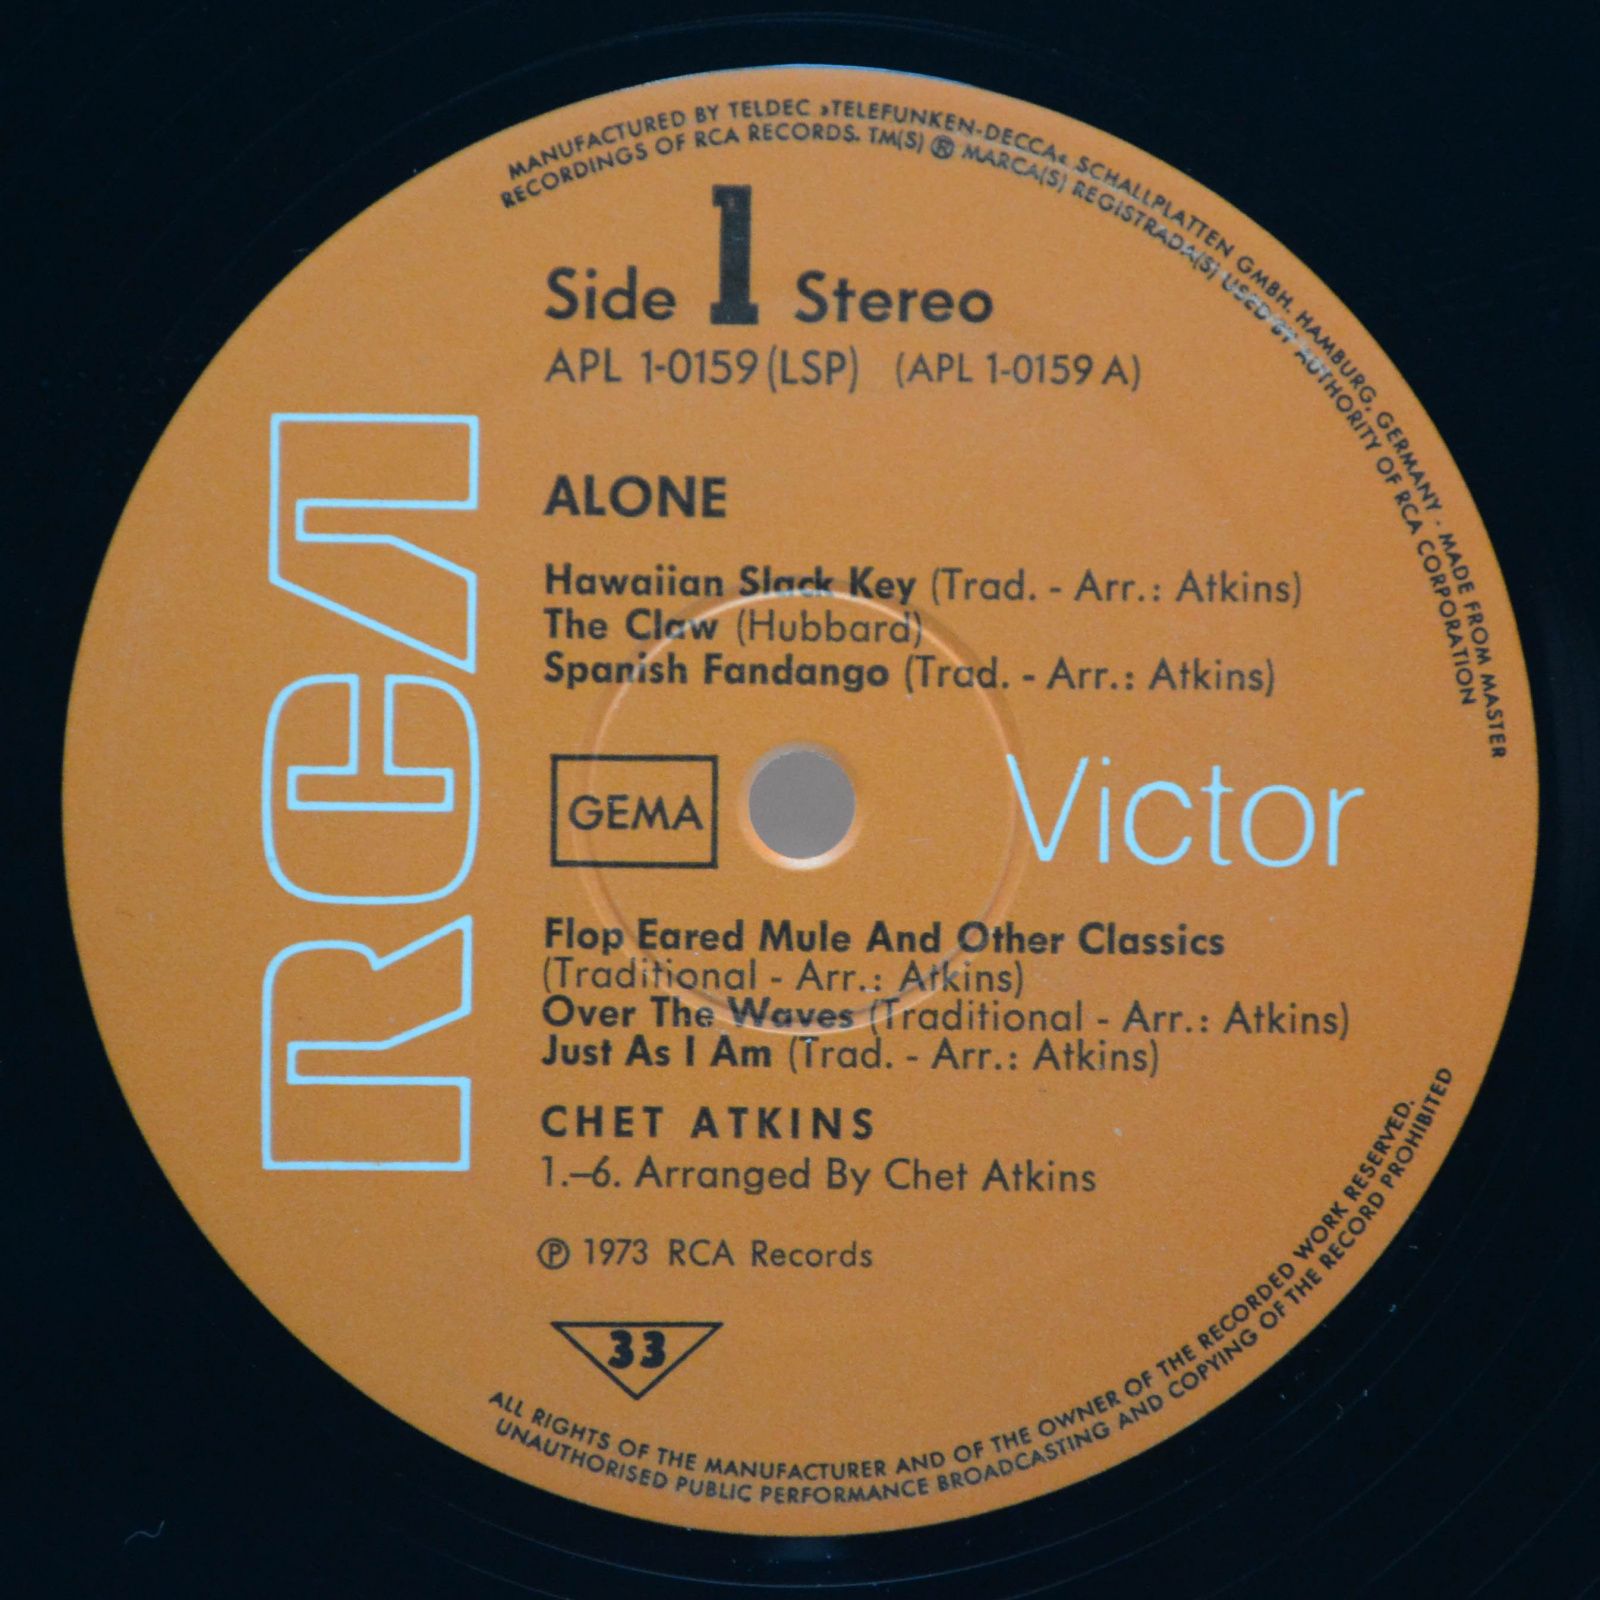 MANUFACTURED BY TELDEC »TELEFUNKEN-DECCA« SCHALLPLATTEN GMBH, HAMBURG, GERMANY · MADE FROM MASTER
RECORDINGS OF RCA RECORDS. TM(S) ® MARCA(S) REGISTRADA(S) USED BY AUTHORITY OF RCA CORPORATION
Side 1 Stereo
APL 1-0159 (LSP) (APL 1-0159 A)
RCA
ALONE
Hawaiian Slack Key (Trad. - Arr.: Atkins)
The Claw (Hubbard)
Spanish Fandango (Trad. - Arr.: Atkins)
GEMA
Victor
Flop Eared Mule And Other Classics
(Traditional - Arr.: Atkins)
Over The Waves (Traditional - Arr.: Atkins)
Just As I Am (Trad. - Arr.: Atkins)
CHET ATKINS
1.–6. Arranged By Chet Atkins
℗ 1973 RCA Records
33
ALL RIGHTS OF THE MANUFACTURER AND OF THE OWNER OF THE RECORDED WORK RESERVED.
UNAUTHORISED PUBLIC PERFORMANCE BROADCASTING AND COPYING OF THE RECORD PROHIBITED